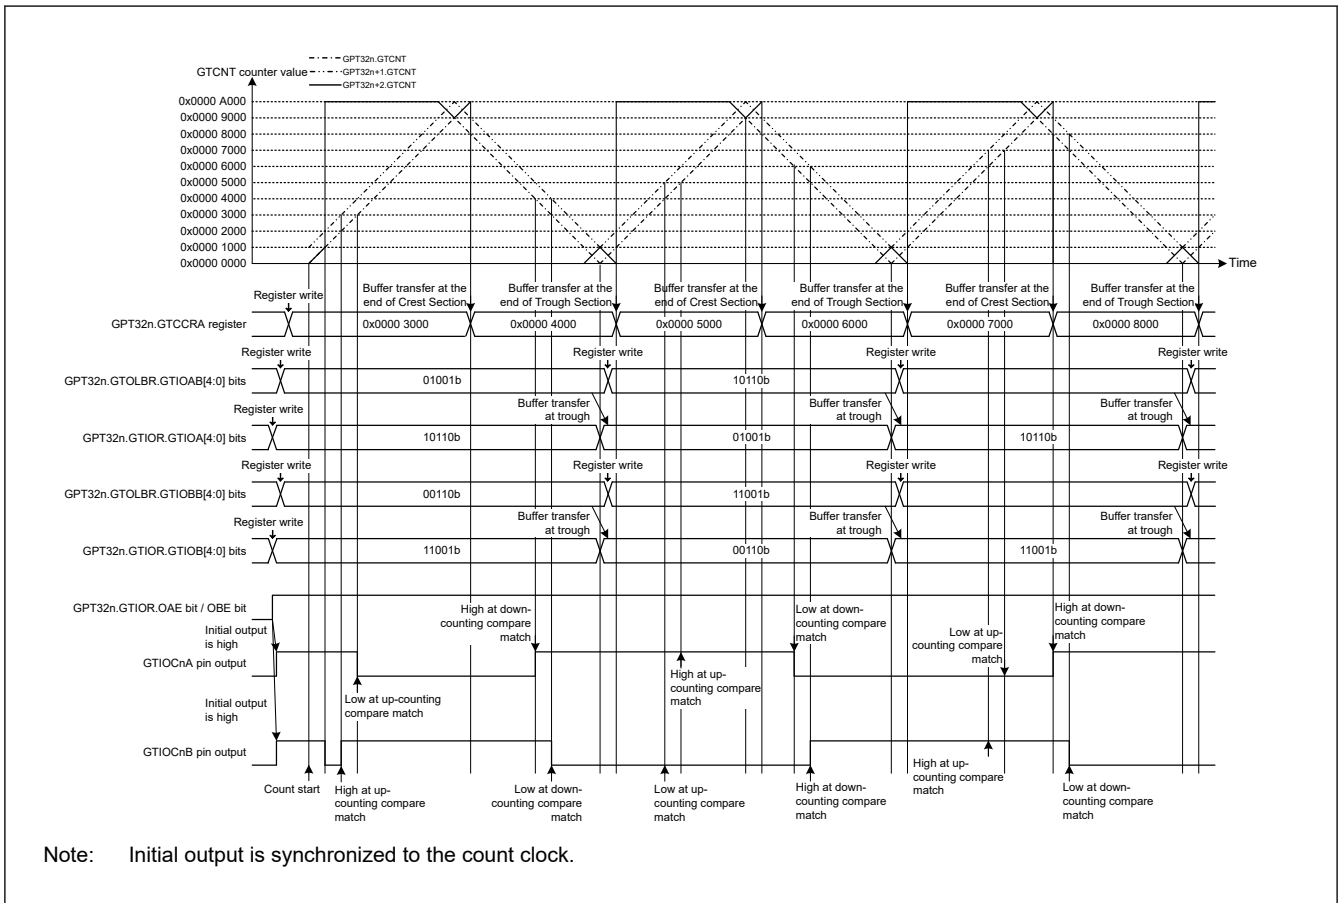 GPT32n.GTCNT
GTCNT counter value
GPT32n+1.GTCNT
GPT32n+2.GTCNT
0x0000 A000
0x0000 9000
0x0000 8000
0x0000 7000
0x0000 6000
0x0000 5000
0x0000 4000
0x0000 3000
0x0000 1000
0x0000 0000
Time
Register write
Buffer transfer at the
end of Crest Section
Buffer transfer at the
end of Trough Section
Buffer transfer at the
end of Crest Section
Buffer transfer at the
end of Trough Section
Buffer transfer at the
end of Crest Section
Buffer transfer at the
end of Trough Section
GPT32n.GTCCRA register
0x0000 3000
0x0000 4000
0x0000 5000
0x0000 6000
0x0000 7000
0x0000 8000
Register write
Register write
Register write
Register write
GPT32n.GTOLBR.GTIOAB[4:0] bits
01001b
10110b
Register write
Buffer transfer
at trough
Buffer transfer
at trough
Buffer transfer
at trough
GPT32n.GTIOR.GTIOA[4:0] bits
10110b
01001b
10110b
Register write
Register write
Register write
Register write
GPT32n.GTOLBR.GTIOBB[4:0] bits
00110b
11001b
Register write
Buffer transfer
at trough
Buffer transfer
at trough
Buffer transfer
at trough
GPT32n.GTIOR.GTIOB[4:0] bits
11001b
00110b
11001b
GPT32n.GTIOR.OAE bit / OBE bit
Initial output
is high
High at down-
counting compare
match
Low at down-
counting compare
match
Low at up-
counting compare
match
High at down-
counting compare
match
GTIOCnA pin output
Low at up-counting
compare match
High at up-
counting compare
match
Initial output
is high
GTIOCnB pin output
Count start
High at up-
counting compare
match
Low at down-
counting compare
match
Low at up-
counting compare
match
High at down-
counting compare
match
High at up-
counting compare
match
Low at down-
counting compare
match
Note: Initial output is synchronized to the count clock.